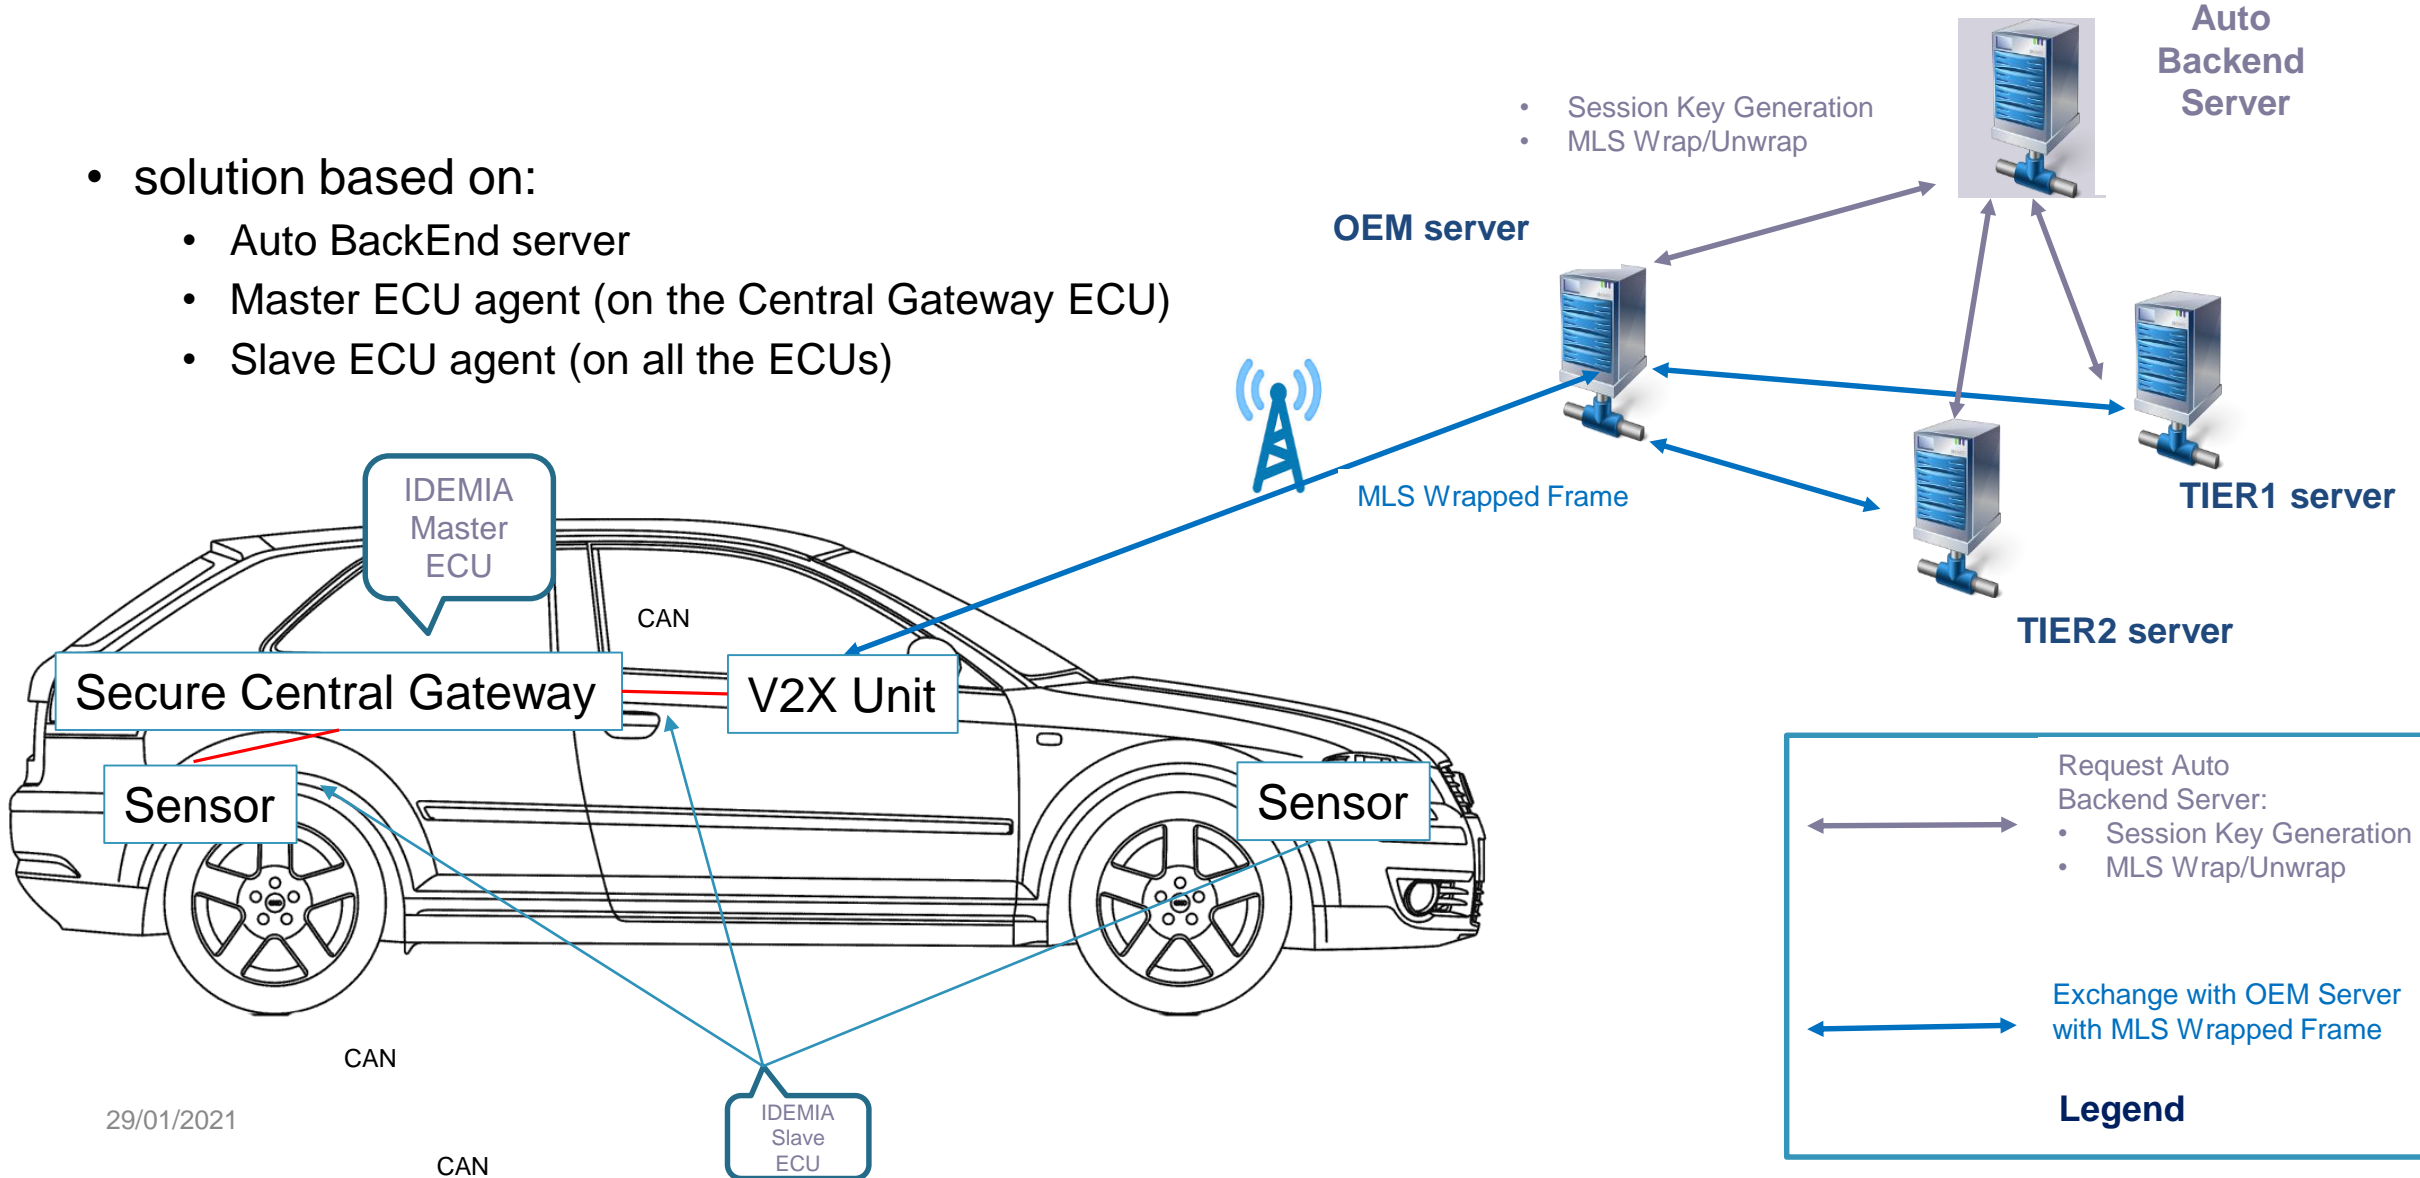 Auto
Backend
Server
• Session Key Generation
• MLS Wrap/Unwrap
• solution based on:
• Auto BackEnd server
• Master ECU agent (on the Central Gateway ECU)
• Slave ECU agent (on all the ECUs)
OEM server
MLS Wrapped Frame
TIER1 server
TIER2 server
IDEMIA
Master
ECU
CAN
Secure Central Gateway
V2X Unit
Sensor
Sensor
Request Auto
Backend Server:
• Session Key Generation
• MLS Wrap/Unwrap
Exchange with OEM Server
with MLS Wrapped Frame
Legend
CAN
29/01/2021
IDEMIA
Slave
ECU
CAN